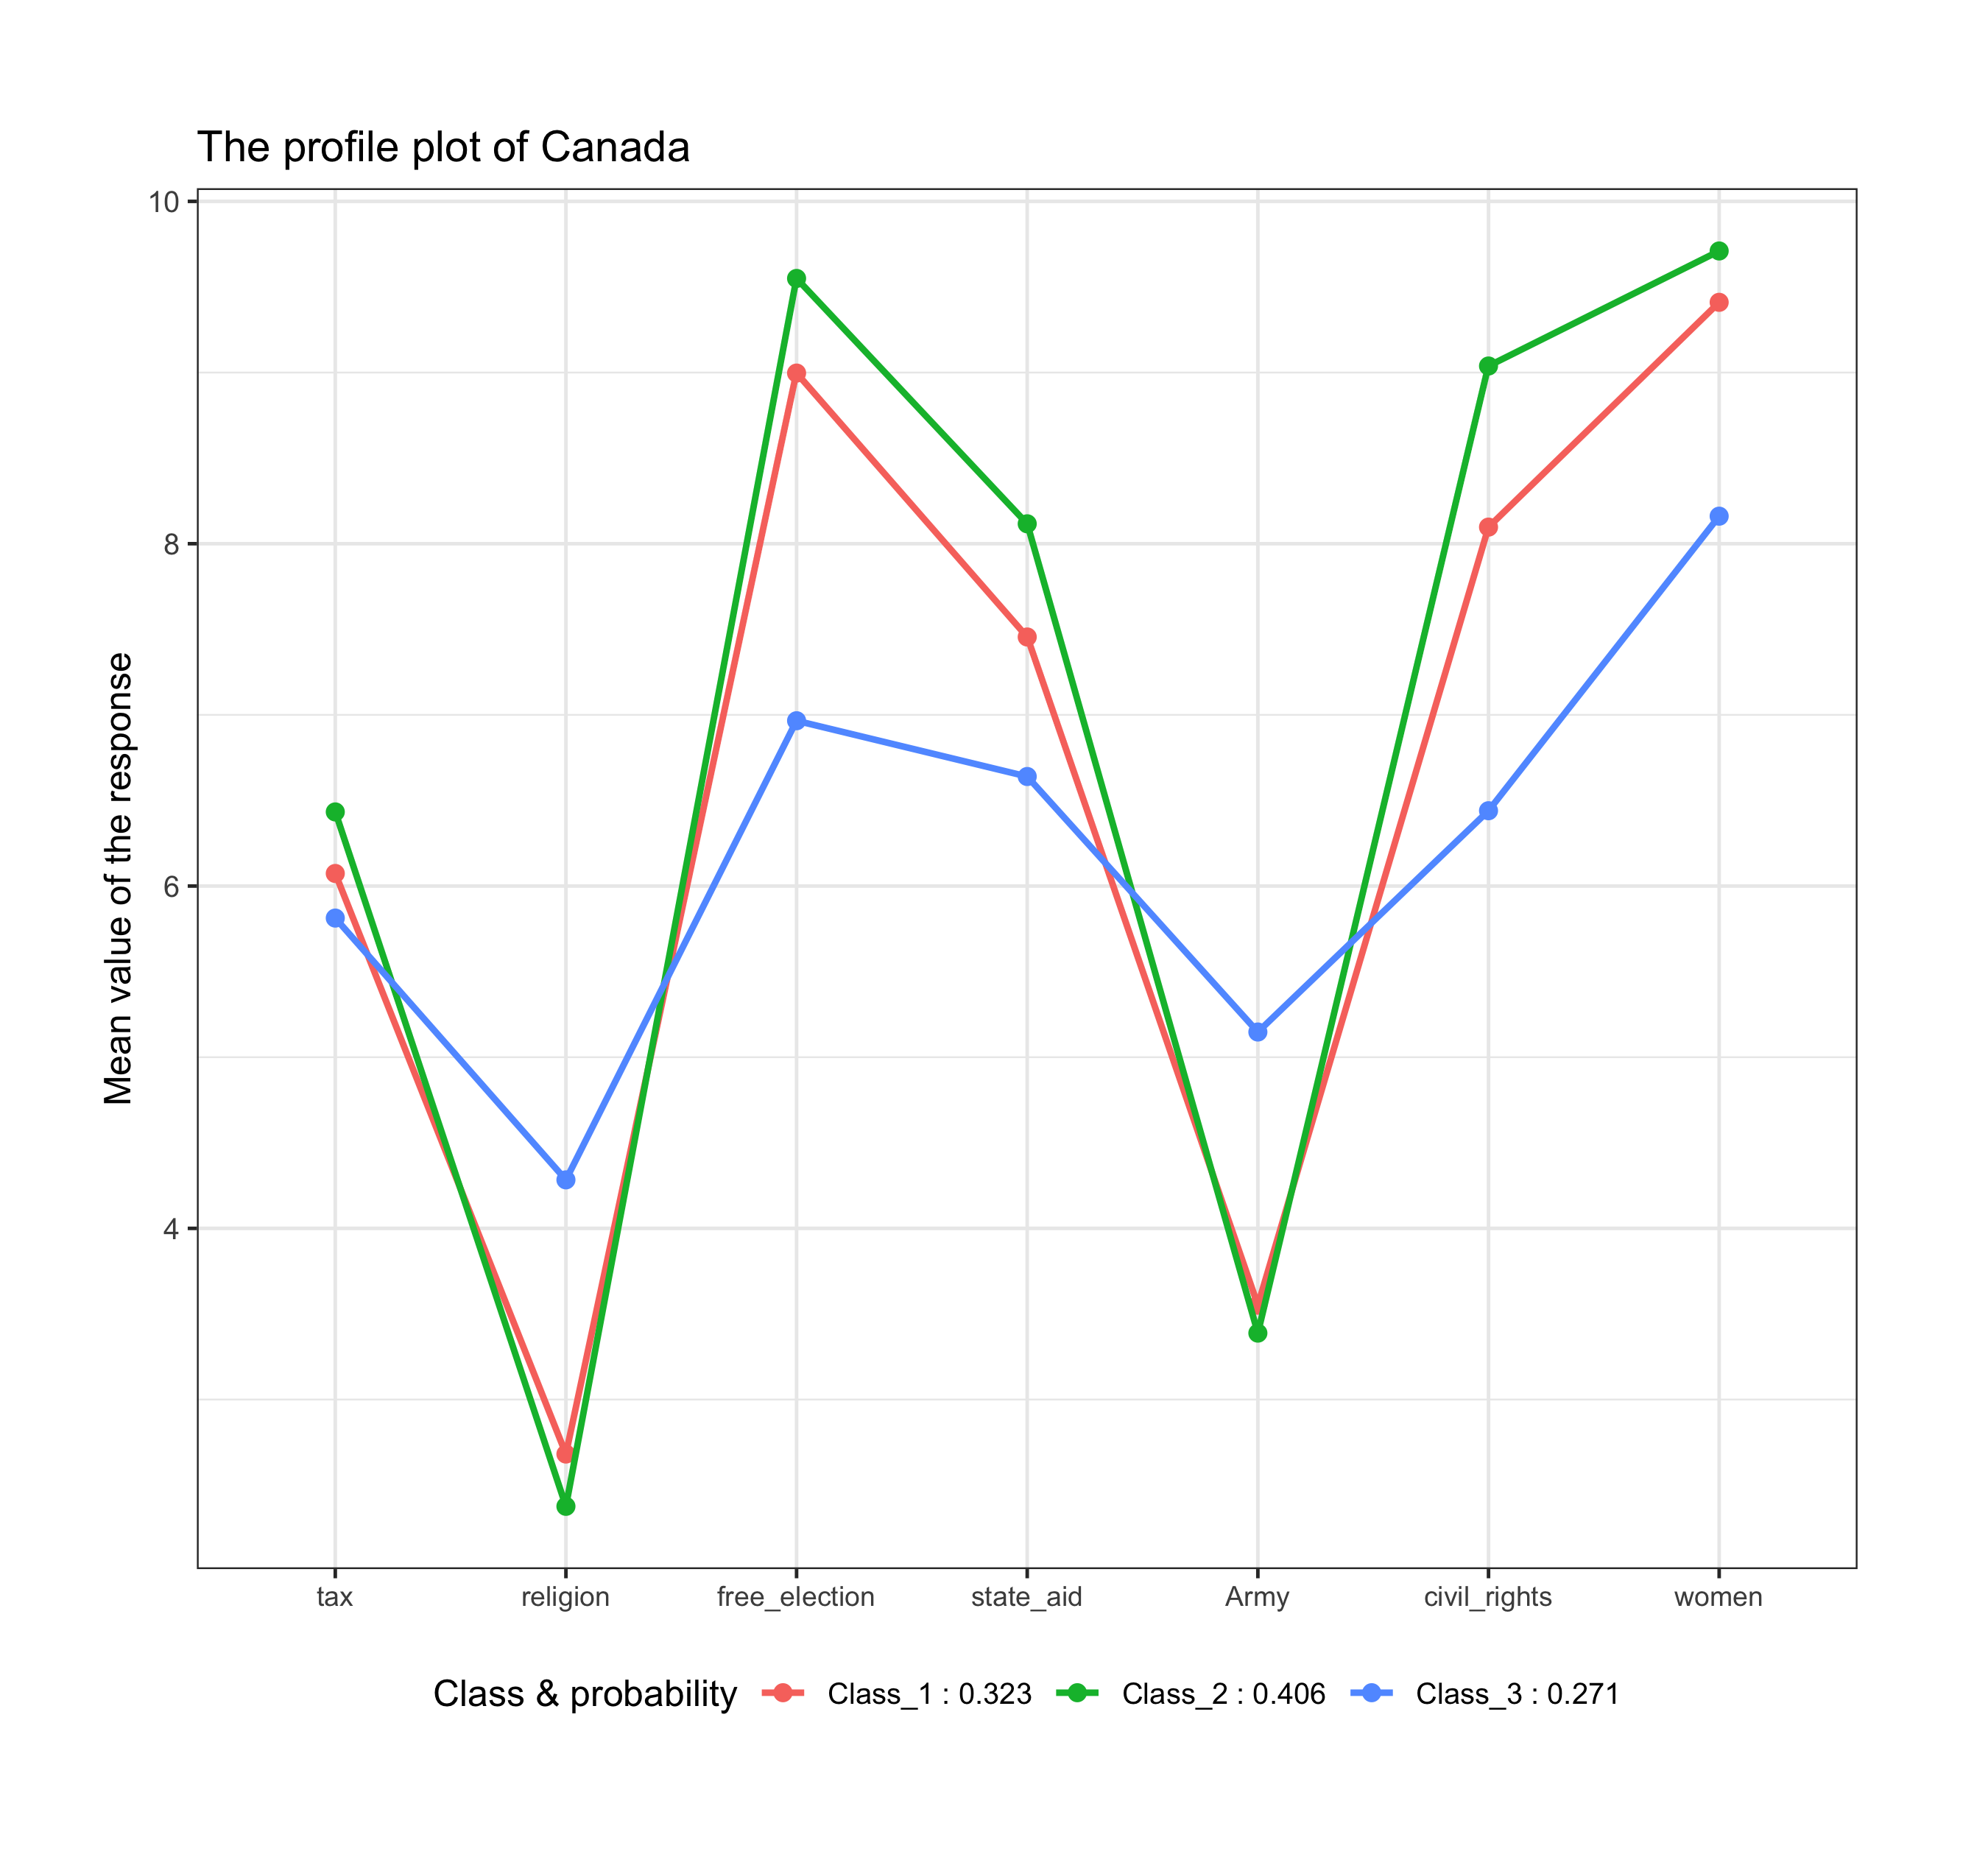 The profile plot of Canada
Mean value of the response
10
8
6
4
tax religion free_election state_aid Army civil_rights women
Class & probability Class_1 : 0.323 Class_2 : 0.406 Class_3 : 0.271